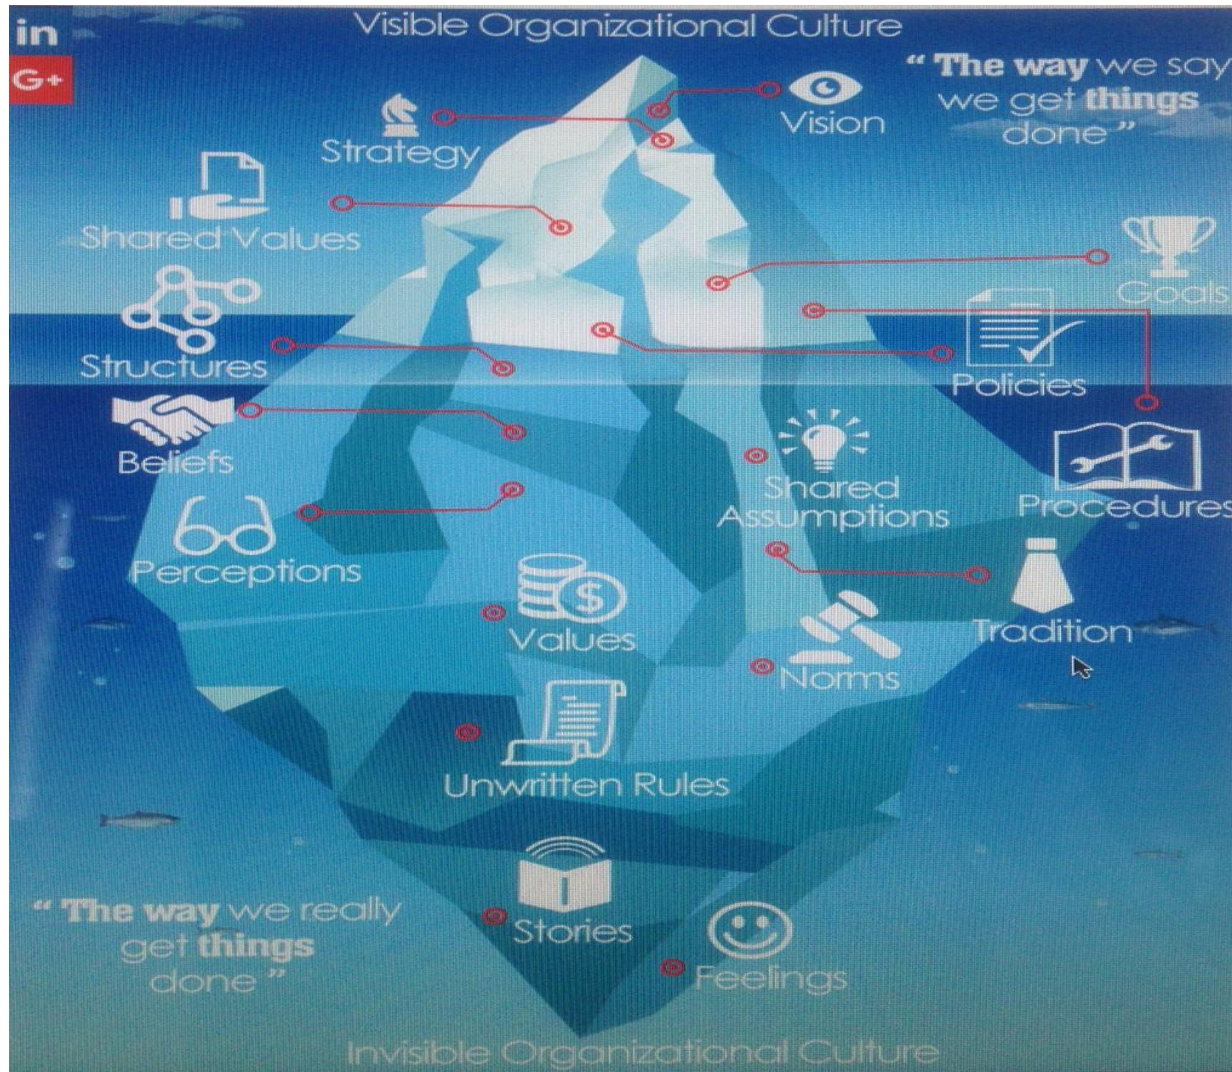 in
Visible Organizational Culture
G+
“ The way we say
we get things
done ”
Vision
Strategy
Shared Values
Goals
Structures
Policies
Beliefs
Shared
Assumptions
Procedures
Perceptions
Values
Tradition
Norms
$
Unwritten Rules
Stories
“ The way we really
get things
done ”
Feelings
Invisible Organizational Culture